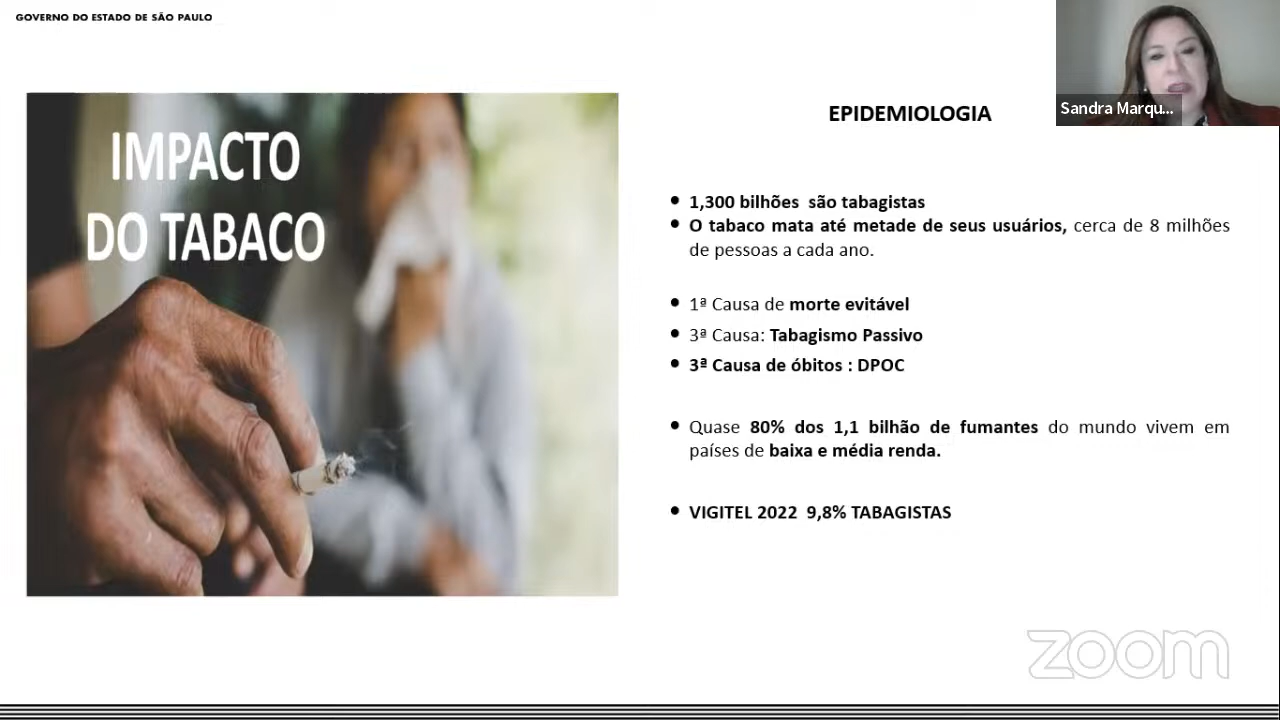 GOVERNO DO ESTADO DE SÃO PAULO
Sandra Marqu...
IMPACTO
DO TABACO
EPIDEMIOLOGIA
1,300 bilhões são tabagistas
O tabaco mata até metade de seus usuários, cerca de 8 milhões
de pessoas a cada ano.
1ª Causa de morte evitável
3ª Causa: Tabagismo Passivo
3ª Causa de óbitos : DPOC
Quase 80% dos 1,1 bilhão de fumantes do mundo vivem em
países de baixa e média renda.
VIGITEL 2022 9,8% TABAGISTAS
zoom